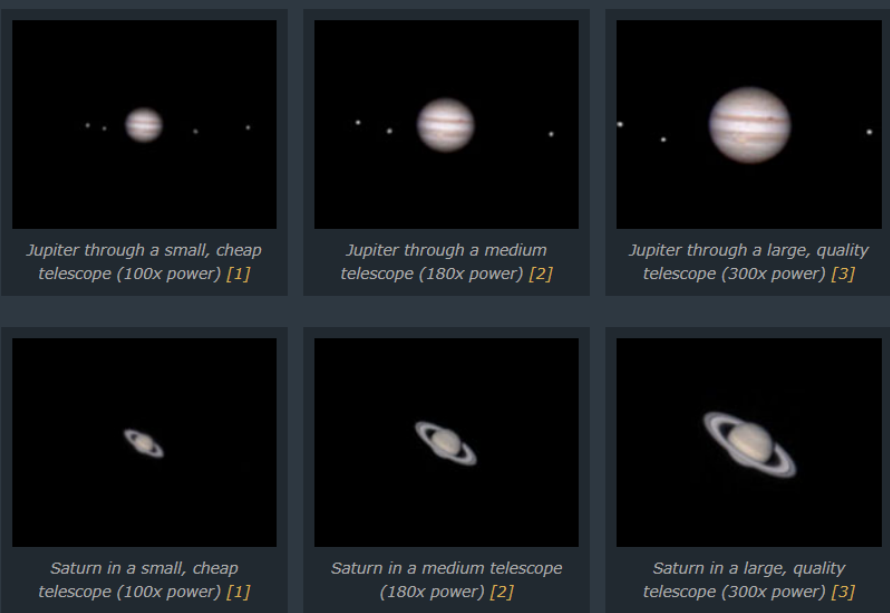 Jupiter through a small, cheap
telescope (100x power) [1]
Jupiter through a medium
telescope (180x power) [2]
Jupiter through a large, quality
telescope (300x power) [3]
Saturn in a small, cheap
telescope (100x power) [1]
Saturn in a medium telescope
(180x power) [2]
Saturn in a large, quality
telescope (300x power) [3]